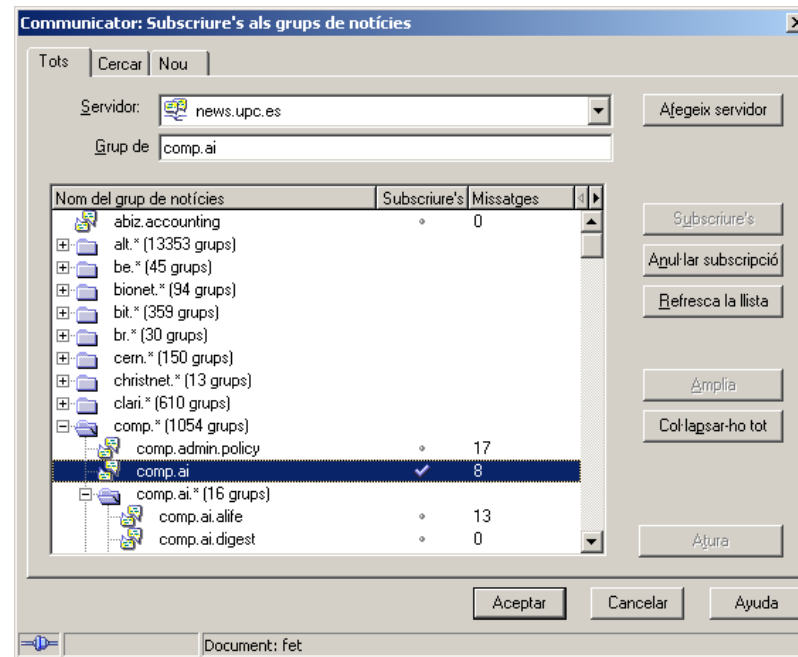 Communicator: Subscriure's als grups de notícies
Tots Cercar Nou
Servidor: news.upc.es Afegeix servidor
Grup de comp.ai
Nom del grup de notícies Subscriure's Missatges
abiz.accounting 0 Subscriure's
alt.* (13353 grups)
be.* (45 grups) Anul·lar subscripció
bionet.* (94 grups)
bit.* (359 grups) Refresca la llista
br.* (30 grups)
cern.* (150 grups)
christnet.* (13 grups) Amplia
clari.* (610 grups)
comp.* (1054 grups) Col·lapsar-ho tot
comp.admin.policy 17
comp.ai 8
comp.ai.* (16 grups)
comp.ai.alife 13
comp.ai.digest 0 Atura
Aceptar Cancelar Ayuda
Document: fet